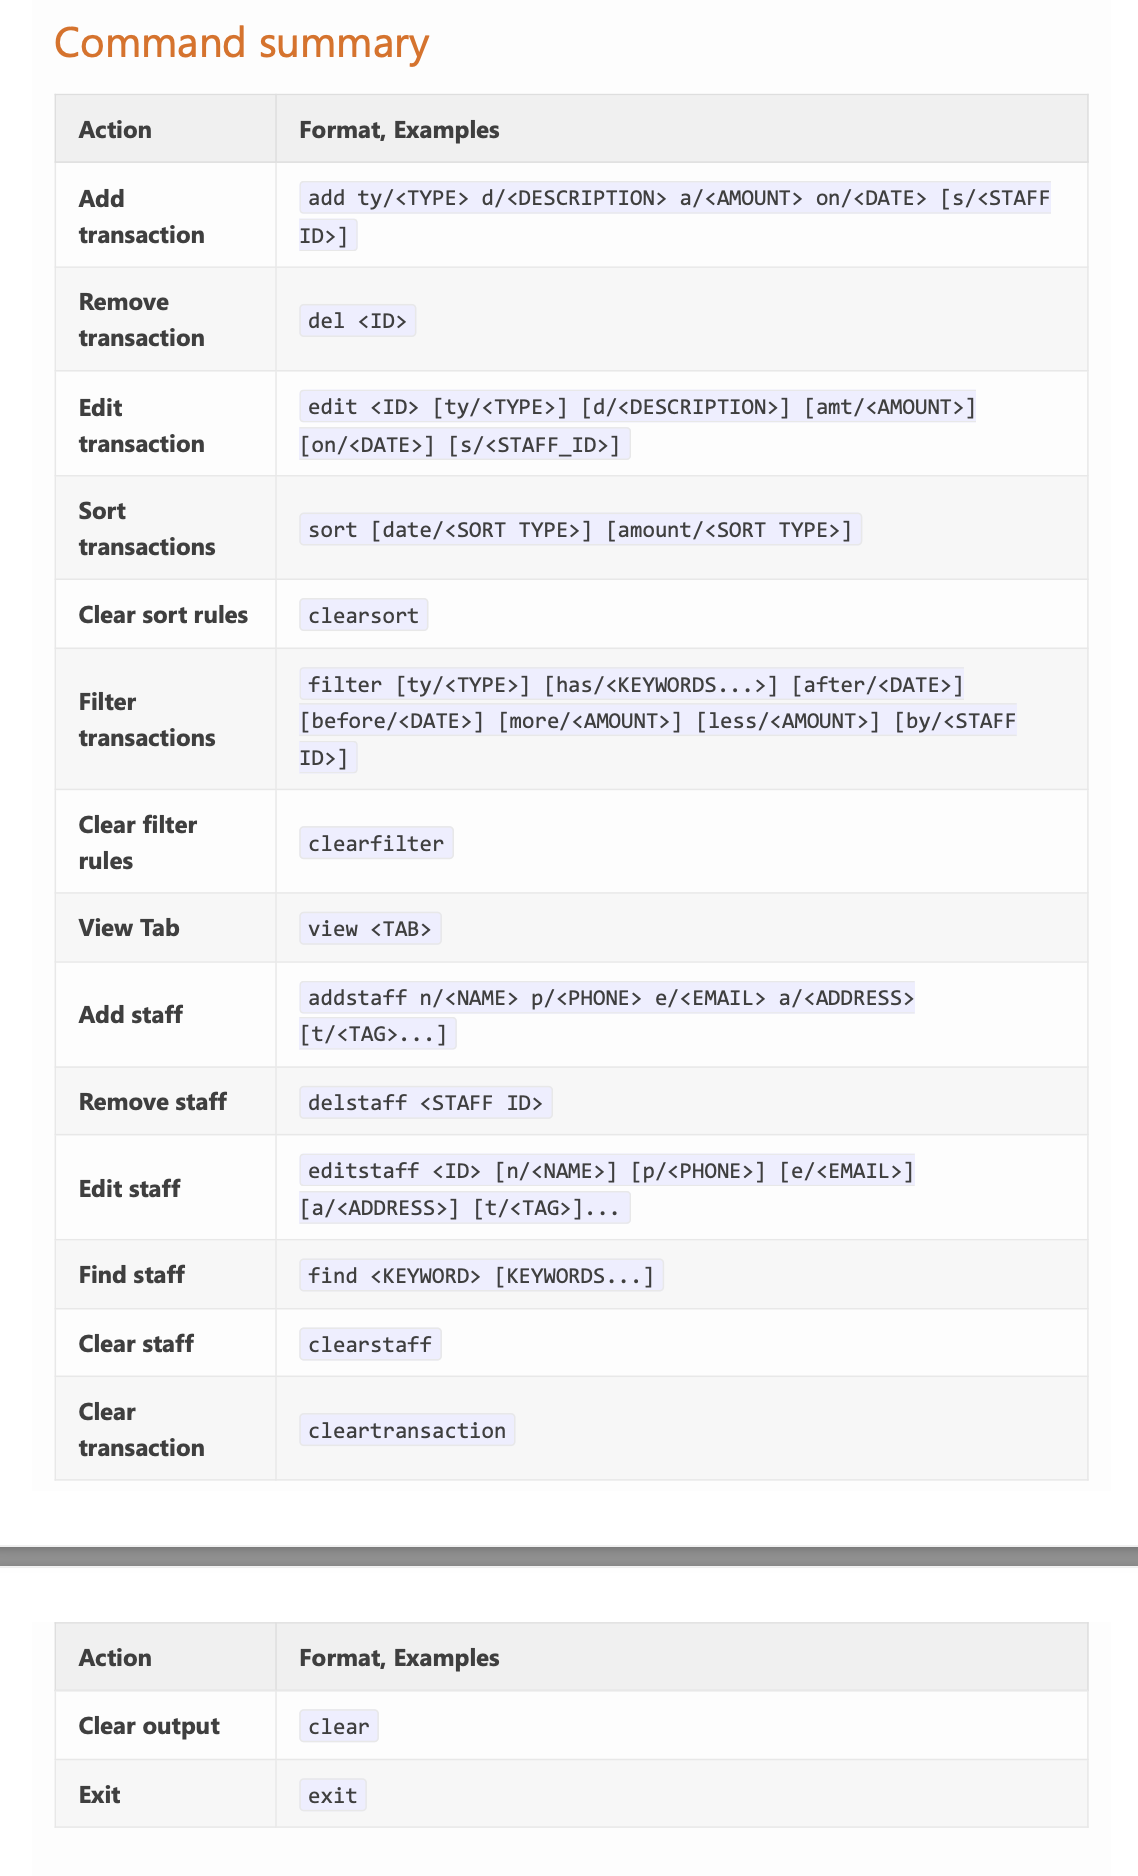 Command summary
Action
Format, Examples
Add
transaction
add ty/<TYPE> d/<DESCRIPTION> a/<AMOUNT> on/<DATE> [s/<STAFF
ID>]
Remove
transaction
del <ID>
Edit
transaction
edit <ID> [ty/<TYPE>] [d/<DESCRIPTION>] [amt/<AMOUNT>]
[on/<DATE>] [s/<STAFF_ID>]
Sort
transactions
sort [date/<SORT TYPE>] [amount/<SORT TYPE>]
Clear sort rules
clearsort
Filter
transactions
filter [ty/<TYPE>] [has/<KEYWORDS...>] [after/<DATE>]
[before/<DATE>] [more/<AMOUNT>] [less/<AMOUNT>] [by/<STAFF
ID>]
Clear filter
rules
clearfilter
View Tab
view <TAB>
Add staff
addstaff n/<NAME> p/<PHONE> e/<EMAIL> a/<ADDRESS>
[t/<TAG>...]
Remove staff
delstaff <STAFF ID>
Edit staff
editstaff <ID> [n/<NAME>] [p/<PHONE>] [e/<EMAIL>]
[a/<ADDRESS>] [t/<TAG>]...
Find staff
find <KEYWORD> [KEYWORDS...]
Clear staff
clearstaff
Clear
transaction
cleartransaction
Action
Format, Examples
Clear output
clear
Exit
exit